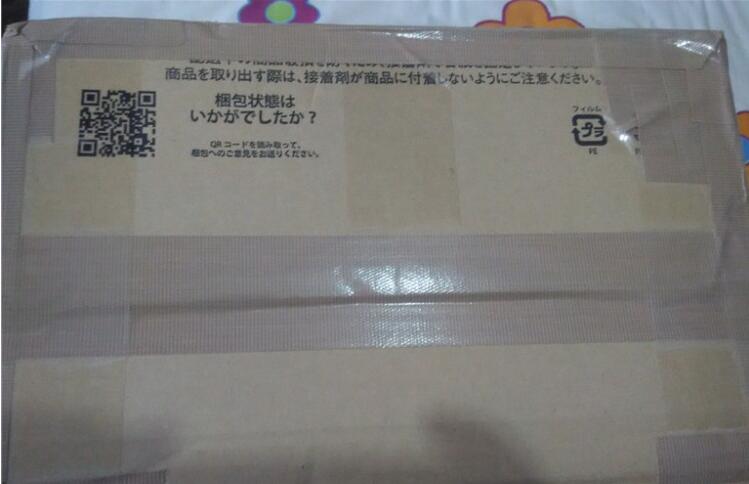 商品を取り出す際は、接着剤が商品に付着しないようにご注意ください。
梱包状態は
いかがでしたか？
QRコードを読み取って、
梱包へのご意見をお送りください。
フィルム
プラ
PE